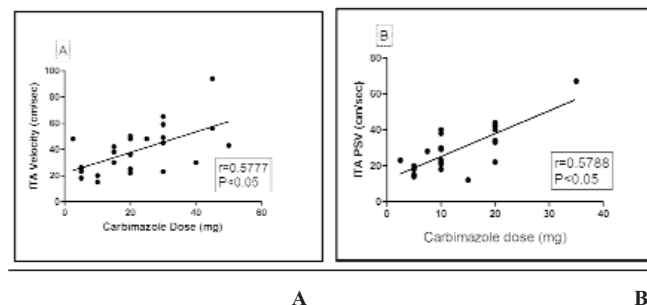 A
ITA Velocity (cm/sec)
100
80
60
40
20
0
0 20 40 60
Carbimazole Dose (mg)
r=0.5777
P<0.05
B
ITA PSV (cm/sec)
80
60
40
20
0
0 10 20 30 40
Carbimazole dose (mg)
r=0.5788
P<0.05
A B